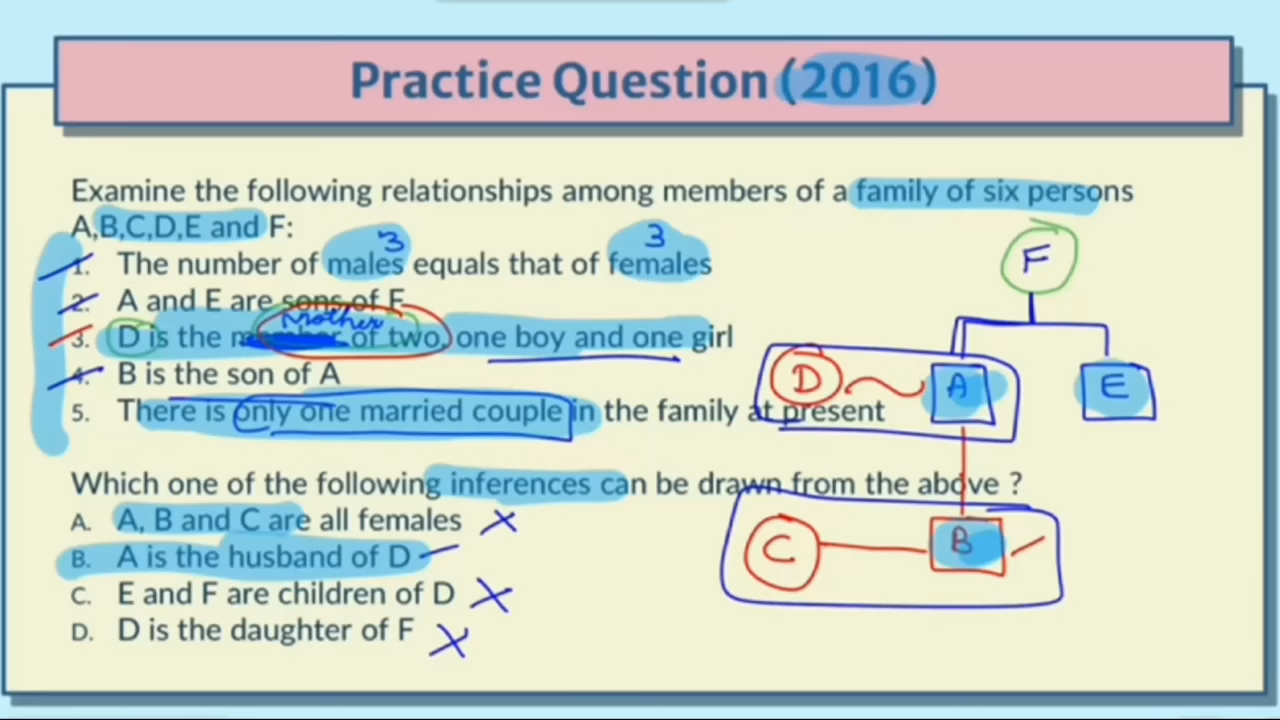 Practice Question (2016)
Examine the following relationships among members of a family of six persons
A,B,C,D,E and F:
3 3
1. The number of males equals that of females
2. A and E are sons of F
Mother
3. D is the member of two, one boy and one girl
4. B is the son of A
5. There is only one married couple in the family at present
Which one of the following inferences can be drawn from the above ?
A. A, B and C are all females
B. A is the husband of D
C. E and F are children of D
D. D is the daughter of F
F
D A E
C B